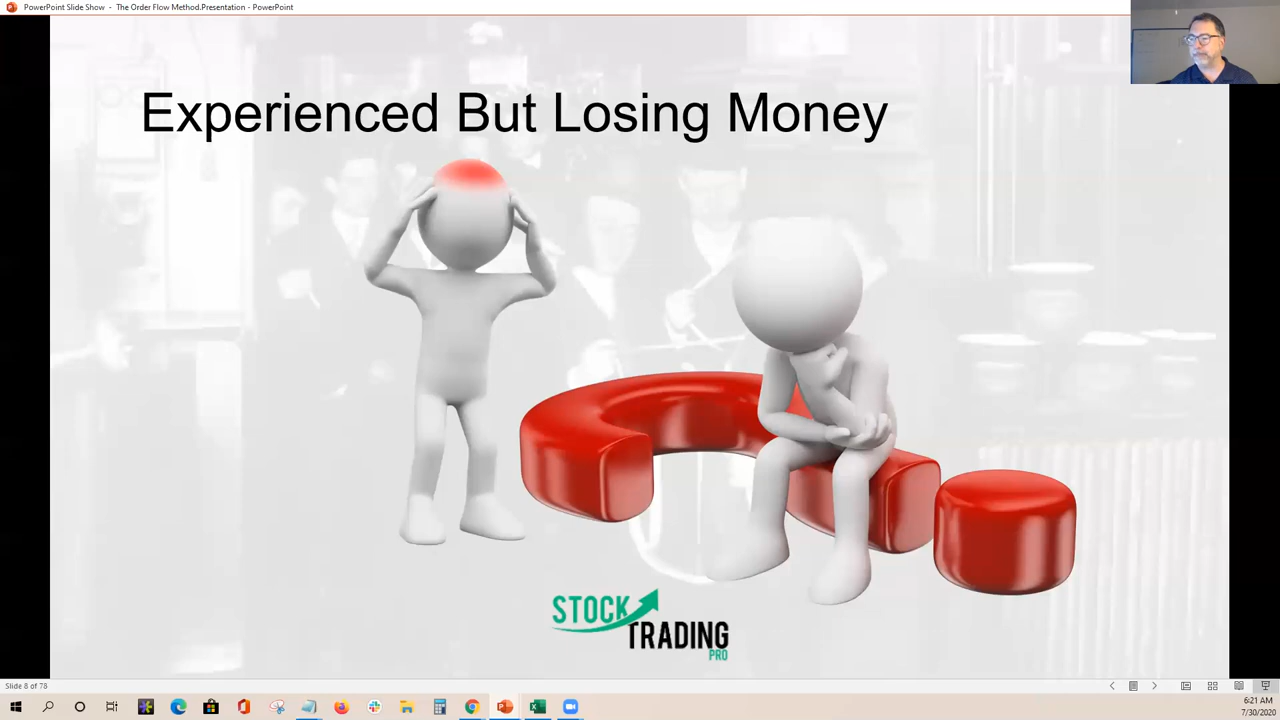 PowerPoint Slide Show - The Order Flow Method.Presentation - PowerPoint
Experienced But Losing Money
STOCK
TRADING
PRO
Slide 8 of 78
6:21 AM
7/30/2020